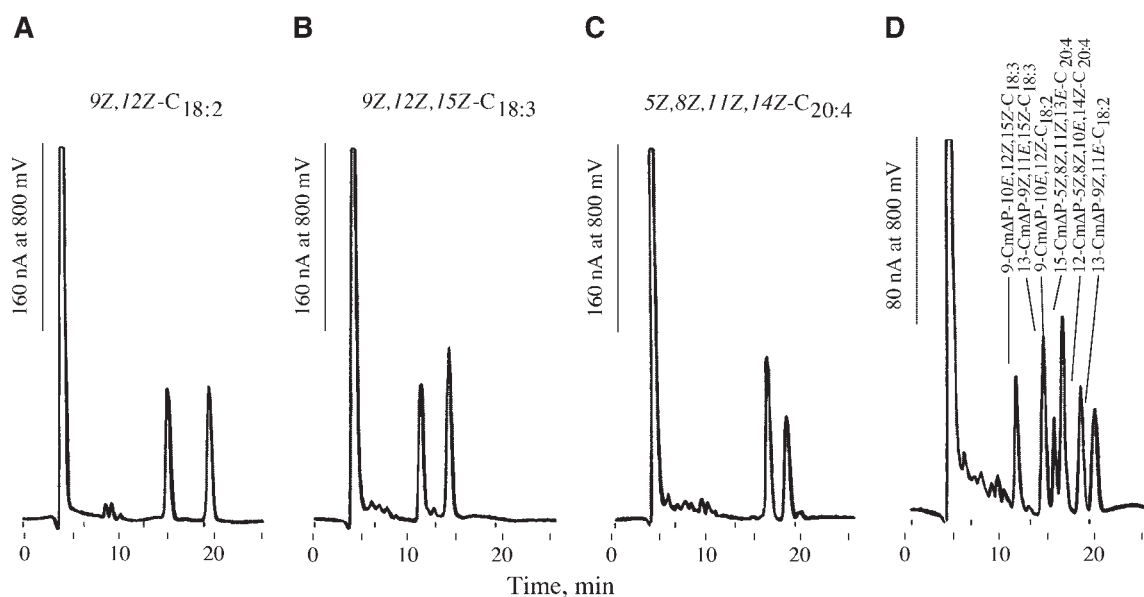 A
B
C
D
9Z,12Z-C18:2
9Z,12Z,15Z-C18:3
5Z,8Z,11Z,14Z-C20:4
9-CmΔP-10E,12Z,15Z-C18:3
13-CmΔP-9Z,11E,15Z-C18:3
9-CmΔP-10E,12Z-C18:2
15-CmΔP-5Z,8Z,11Z,13E-C20:4
12-CmΔP-5Z,8Z,10E,14Z-C20:4
13-CmΔP-9Z,11E-C18:2
160 nA at 800 mV
160 nA at 800 mV
160 nA at 800 mV
80 nA at 800 mV
0 10 20
0 10 20
0 10 20
0 10 20
Time, min